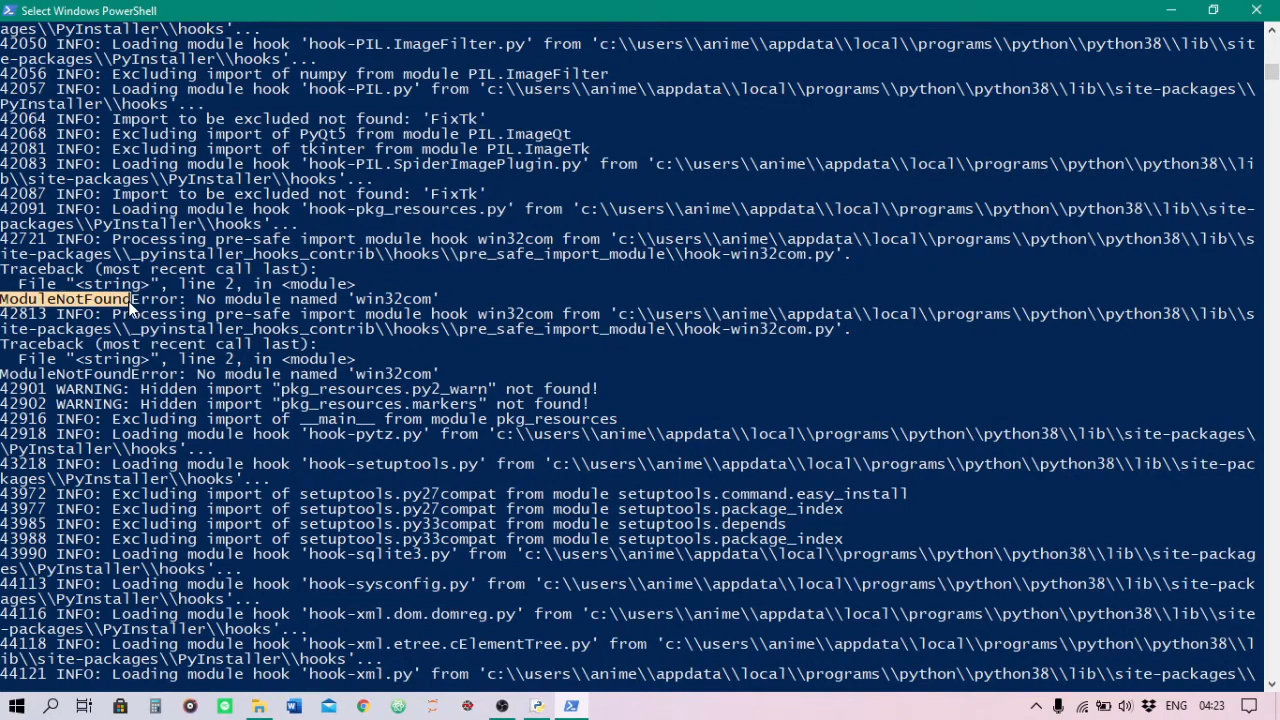 Select Windows PowerShell
ages\\PyInstaller\\hooks'...
42050 INFO: Loading module hook 'hook-PIL.ImageFilter.py' from 'c:\\users\\anime\\appdata\\local\\programs\\python\\python38\\lib\\sit
e-packages\\PyInstaller\\hooks'...
42056 INFO: Excluding import of numpy from module PIL.ImageFilter
42057 INFO: Loading module hook 'hook-PIL.py' from 'c:\\users\\anime\\appdata\\local\\programs\\python\\python38\\lib\\site-packages\\
PyInstaller\\hooks'...
42064 INFO: Import to be excluded not found: 'FixTk'
42068 INFO: Excluding import of PyQt5 from module PIL.ImageQt
42081 INFO: Excluding import of tkinter from module PIL.ImageTk
42083 INFO: Loading module hook 'hook-PIL.SpiderImagePlugin.py' from 'c:\\users\\anime\\appdata\\local\\programs\\python\\python38\\li
b\\site-packages\\PyInstaller\\hooks'...
42087 INFO: Import to be excluded not found: 'FixTk'
42091 INFO: Loading module hook 'hook-pkg_resources.py' from 'c:\\users\\anime\\appdata\\local\\programs\\python\\python38\\lib\\site-
packages\\PyInstaller\\hooks'...
42721 INFO: Processing pre-safe import module hook win32com from 'c:\\users\\anime\\appdata\\local\\programs\\python\\python38\\lib\\s
ite-packages\\_pyinstaller_hooks_contrib\\hooks\\pre_safe_import_module\\hook-win32com.py'.
Traceback (most recent call last):
File "<string>", line 2, in <module>
ModuleNotFoundError: No module named 'win32com'
42813 INFO: Processing pre-safe import module hook win32com from 'c:\\users\\anime\\appdata\\local\\programs\\python\\python38\\lib\\s
ite-packages\\_pyinstaller_hooks_contrib\\hooks\\pre_safe_import_module\\hook-win32com.py'.
Traceback (most recent call last):
File "<string>", line 2, in <module>
ModuleNotFoundError: No module named 'win32com'
42901 WARNING: Hidden import "pkg_resources.py2_warn" not found!
42902 WARNING: Hidden import "pkg_resources.markers" not found!
42916 INFO: Excluding import of __main__ from module pkg_resources
42918 INFO: Loading module hook 'hook-pytz.py' from 'c:\\users\\anime\\appdata\\local\\programs\\python\\python38\\lib\\site-packages\
\PyInstaller\\hooks'...
43218 INFO: Loading module hook 'hook-setuptools.py' from 'c:\\users\\anime\\appdata\\local\\programs\\python\\python38\\lib\\site-pac
kages\\PyInstaller\\hooks'...
43972 INFO: Excluding import of setuptools.py27compat from module setuptools.command.easy_install
43977 INFO: Excluding import of setuptools.py27compat from module setuptools.package_index
43985 INFO: Excluding import of setuptools.py33compat from module setuptools.depends
43988 INFO: Excluding import of setuptools.py33compat from module setuptools.package_index
43990 INFO: Loading module hook 'hook-sqlite3.py' from 'c:\\users\\anime\\appdata\\local\\programs\\python\\python38\\lib\\site-packag
es\\PyInstaller\\hooks'...
44113 INFO: Loading module hook 'hook-sysconfig.py' from 'c:\\users\\anime\\appdata\\local\\programs\\python\\python38\\lib\\site-pack
ages\\PyInstaller\\hooks'...
44116 INFO: Loading module hook 'hook-xml.dom.domreg.py' from 'c:\\users\\anime\\appdata\\local\\programs\\python\\python38\\lib\\site
-packages\\PyInstaller\\hooks'...
44118 INFO: Loading module hook 'hook-xml.etree.cElementTree.py' from 'c:\\users\\anime\\appdata\\local\\programs\\python\\python38\\l
ib\\site-packages\\PyInstaller\\hooks'...
44121 INFO: Loading module hook 'hook-xml.py' from 'c:\\users\\anime\\appdata\\local\\programs\\python\\python38\\lib\\site-packages\\
ENG 04:23